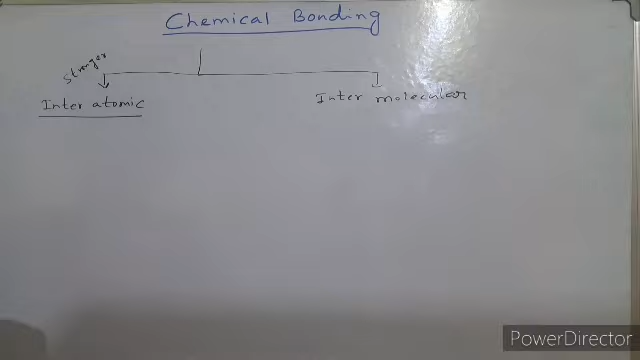 Chemical Bonding
Stronger
Inter atomic
Inter molecular
PowerDirector